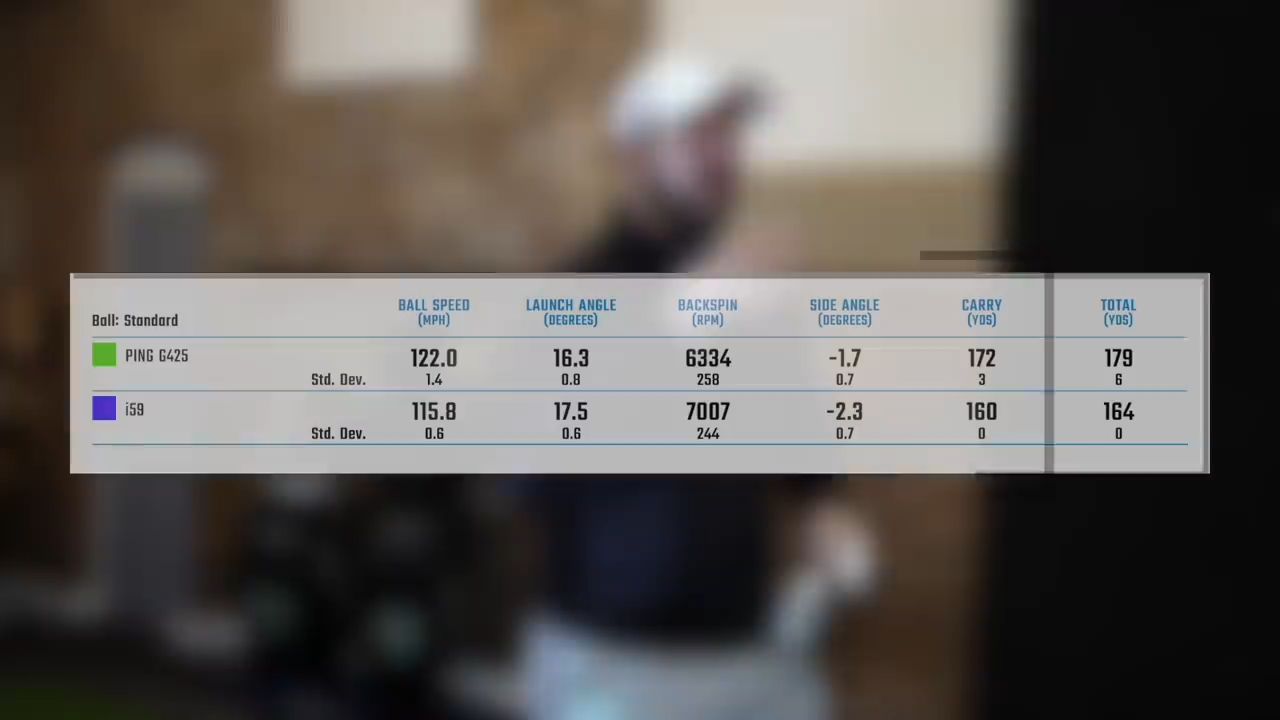 Ball: Standard BALL SPEED (MPH) LAUNCH ANGLE (DEGREES) BACKSPIN (RPM) SIDE ANGLE (DEGREES) CARRY (YDS) TOTAL (YDS)
PING G425 122.0 16.3 6334 -1.7 172 179
Std. Dev. 1.4 0.8 258 0.7 3 6
i59 115.8 17.5 7007 -2.3 160 164
Std. Dev. 0.6 0.6 244 0.7 0 0